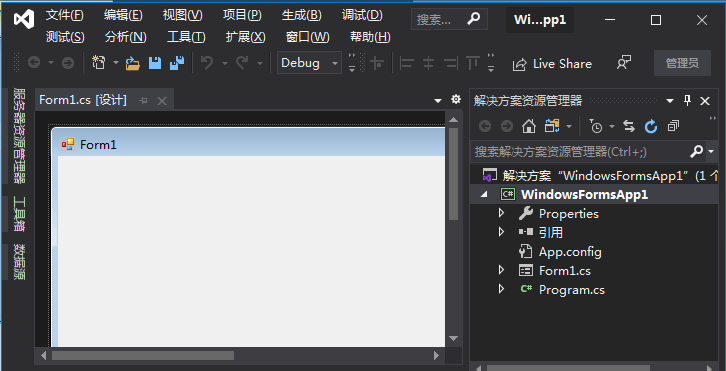 文件(F) 编辑(E) 视图(V) 项目(P) 生成(B) 调试(D) 搜索... Wi...pp1
测试(S) 分析(N) 工具(T) 扩展(X) 窗口(W) 帮助(H)
Debug Live Share 管理员
服务器资源管理器
工具箱
数据源
Form1.cs [设计]
Form1
解决方案资源管理器
搜索解决方案资源管理器(Ctrl+;)
解决方案 "WindowsFormsApp1" (1 个
WindowsFormsApp1
Properties
引用
App.config
Form1.cs
Program.cs